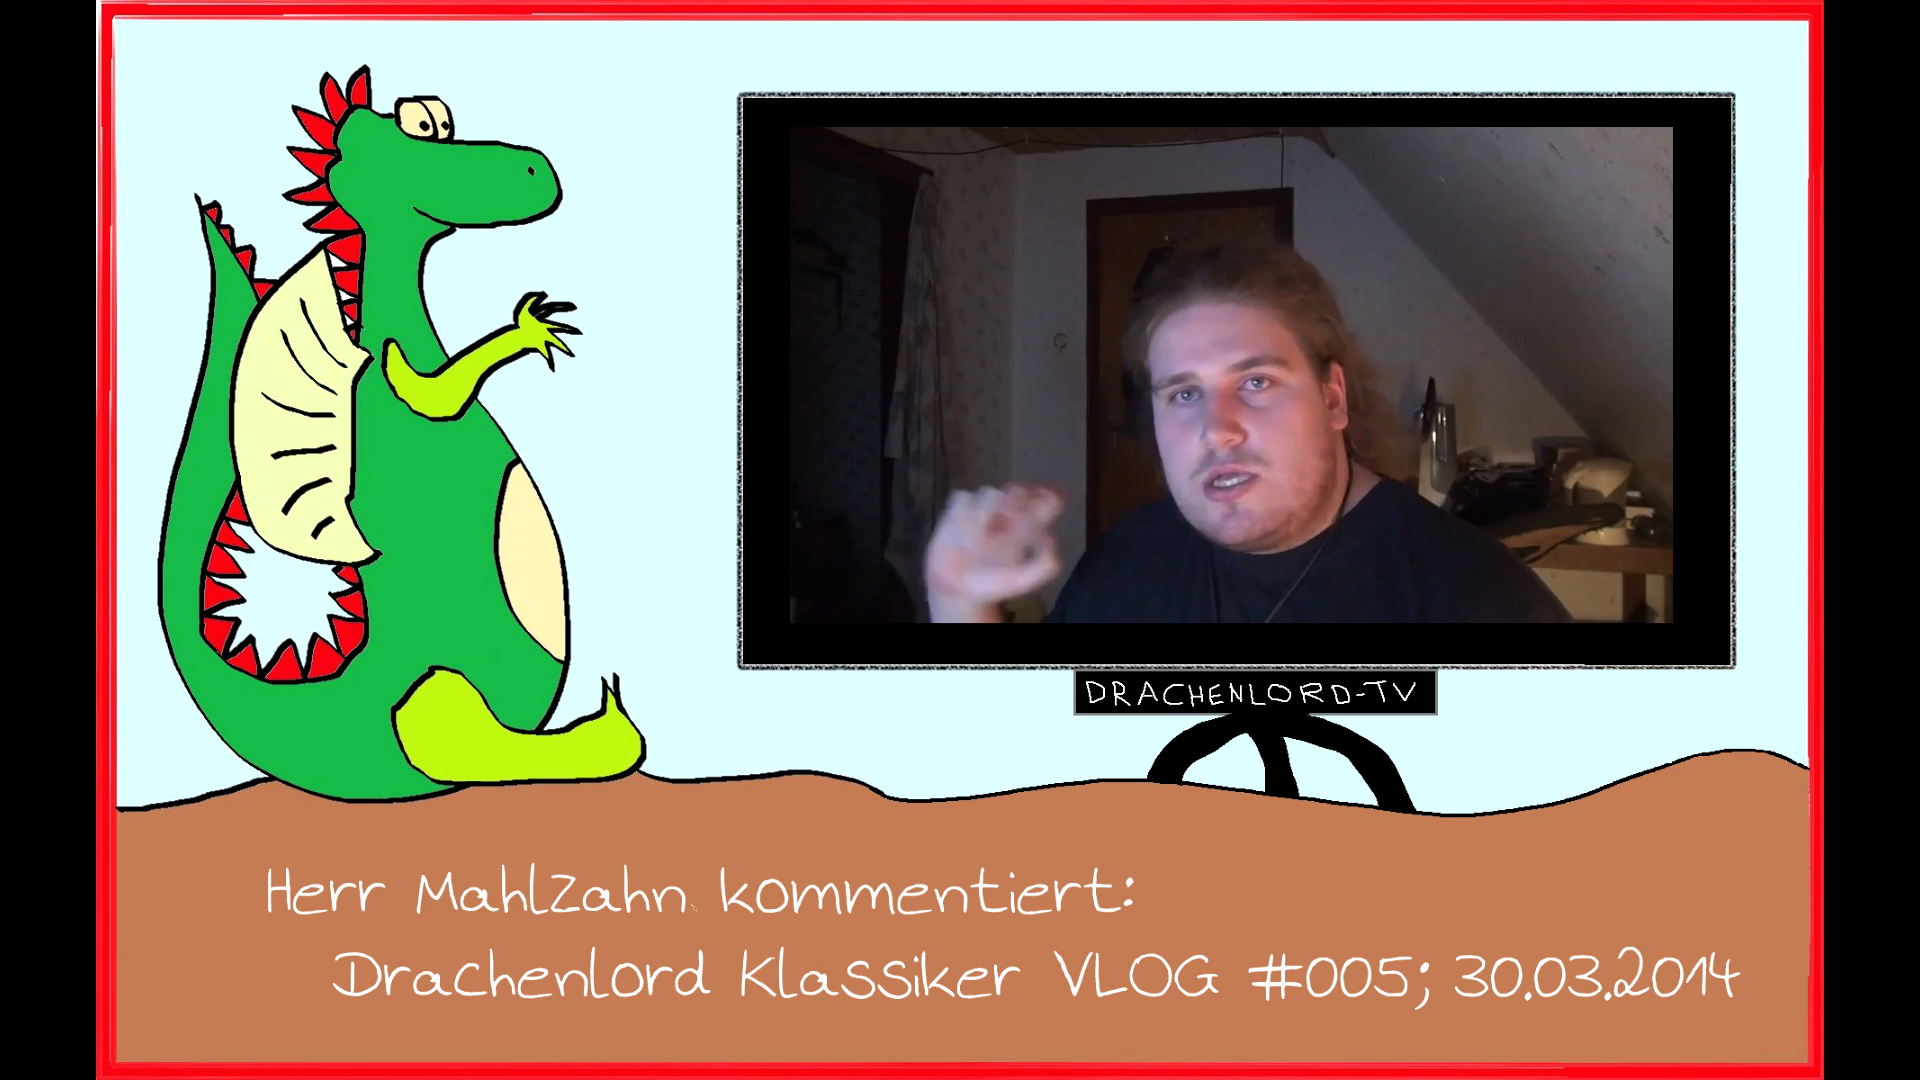 DRACHENLORD-TV
Herr Mahlzahn kommentiert:
Drachenlord Klassiker VLOG #005; 30.03.2014